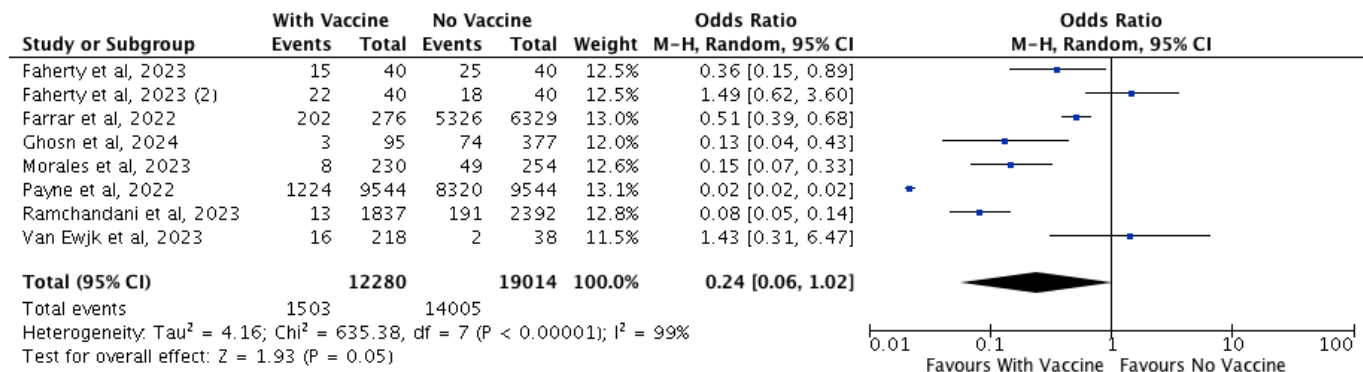 With Vaccine No Vaccine Odds Ratio Odds Ratio
Study or Subgroup Events Total Events Total Weight M-H, Random, 95% CI M-H, Random, 95% CI
Faherty et al, 2023 15 40 25 40 12.5% 0.36 [0.15, 0.89]
Faherty et al, 2023 (2) 22 40 18 40 12.5% 1.49 [0.62, 3.60]
Farrar et al, 2022 202 276 5326 6329 13.0% 0.51 [0.39, 0.68]
Ghosn et al, 2024 3 95 74 377 12.0% 0.13 [0.04, 0.43]
Morales et al, 2023 8 230 49 254 12.6% 0.15 [0.07, 0.33]
Payne et al, 2022 1224 9544 8320 9544 13.1% 0.02 [0.02, 0.02]
Ramchandani et al, 2023 13 1837 191 2392 12.8% 0.08 [0.05, 0.14]
Van Ewjk et al, 2023 16 218 2 38 11.5% 1.43 [0.31, 6.47]
Total (95% CI) 12280 19014 100.0% 0.24 [0.06, 1.02]
Total events 1503 14005
Heterogeneity: Tau² = 4.16; Chi² = 635.38, df = 7 (P < 0.00001); I² = 99%
Test for overall effect: Z = 1.93 (P = 0.05)
0.01 0.1 1 10 100
Favours With Vaccine Favours No Vaccine